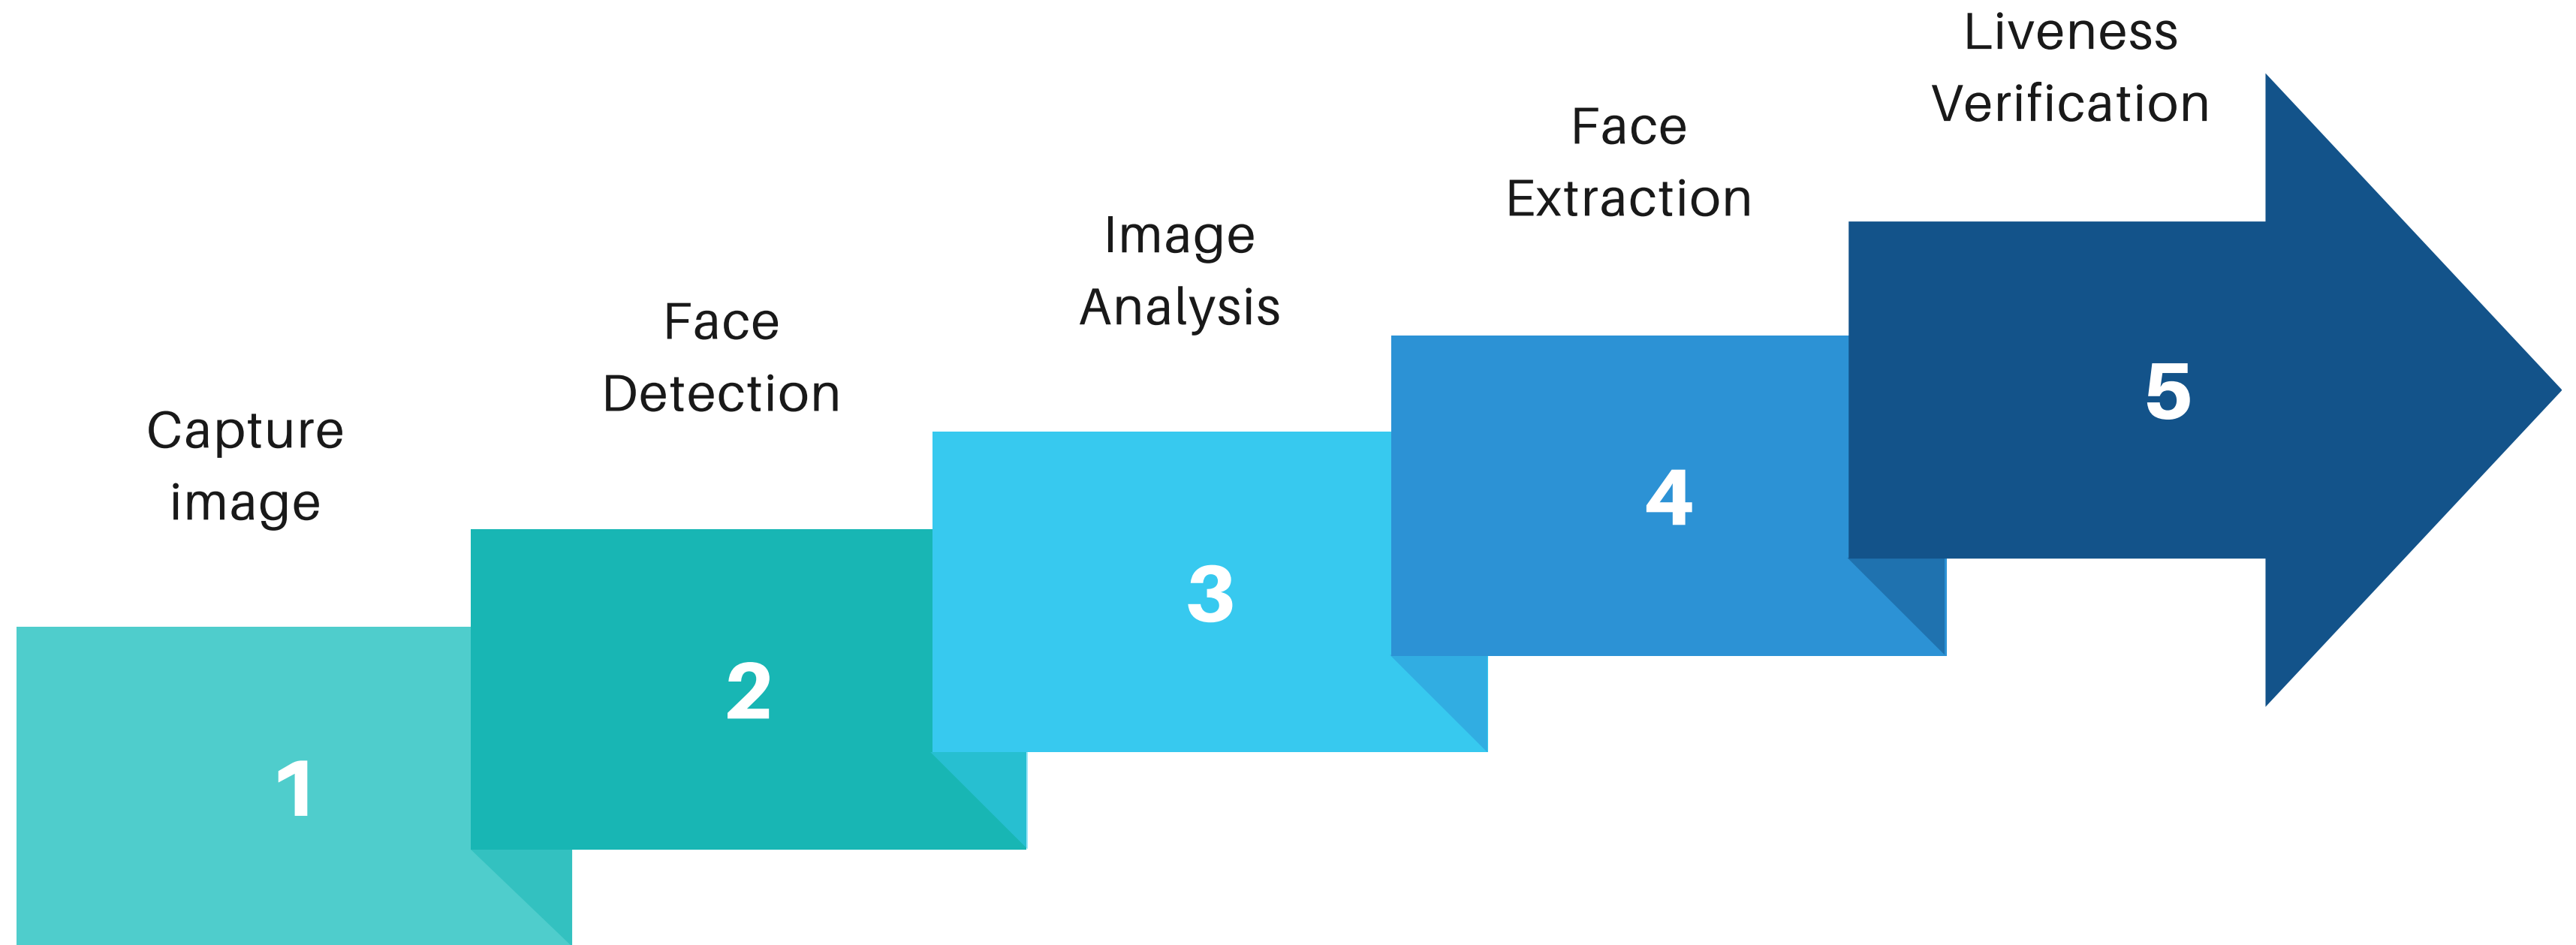 Capture
image
1
Face
Detection
2
Image
Analysis
3
Face
Extraction
4
Liveness
Verification
5